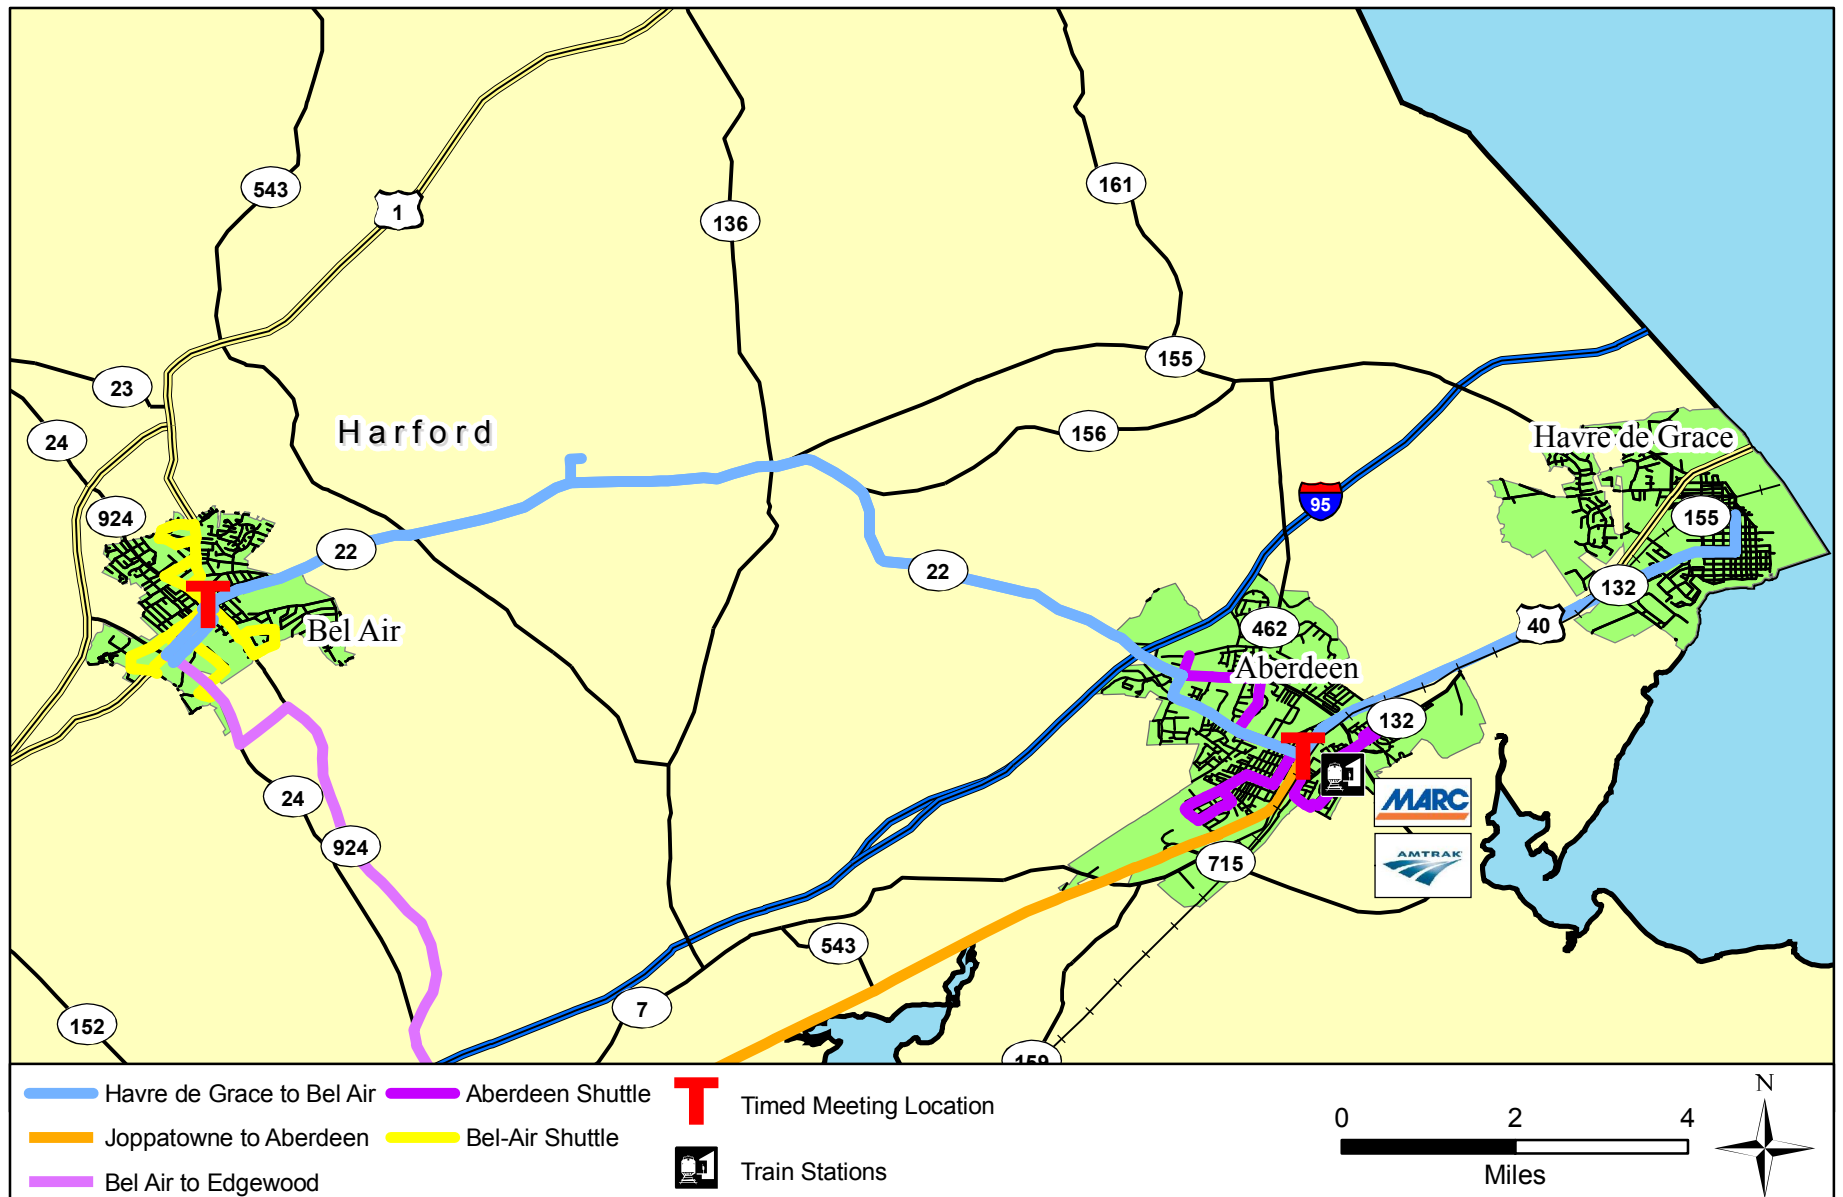 543
1
136
161
155
23
24
Harford
156
Havre de Grace
924
95
155
22
22
132
462
40
Bel Air
Aberdeen
132
24
MARC
924
AMTRAK
715
543
7
152
159
Havre de Grace to Bel Air
Aberdeen Shuttle
Timed Meeting Location
Joppatowne to Aberdeen
Bel-Air Shuttle
Bel Air to Edgewood
Train Stations
0 2 4
Miles
N